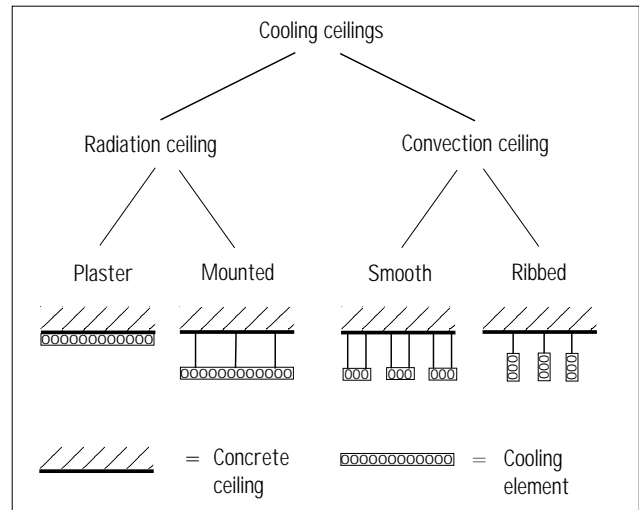 Cooling ceilings
Radiation ceiling Convection ceiling
Plaster Mounted Smooth Ribbed
= Concrete ceiling
= Cooling element